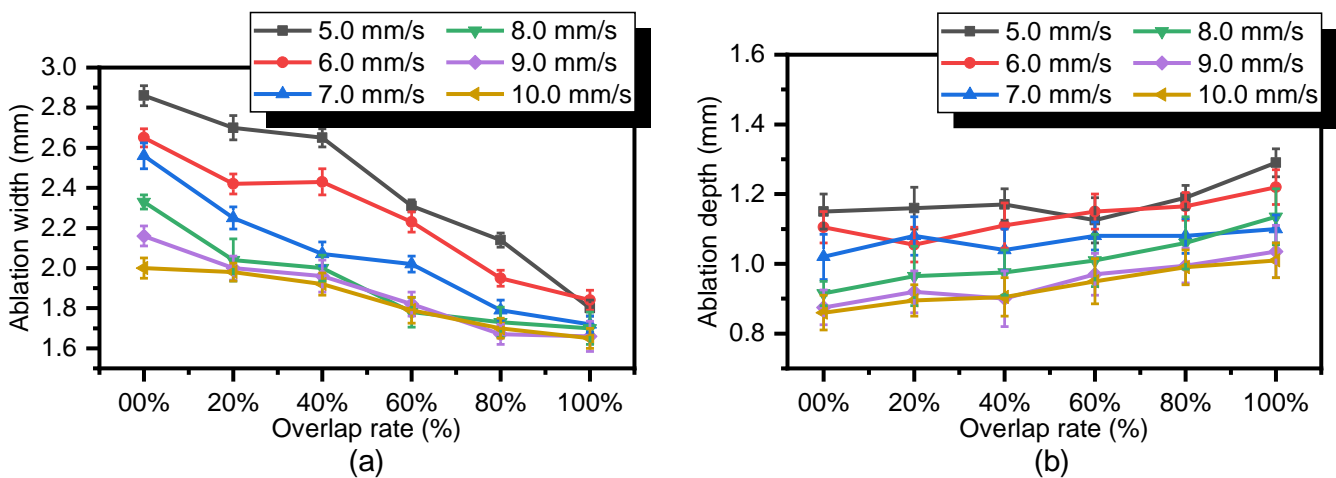 5.0 mm/s 8.0 mm/s
6.0 mm/s 9.0 mm/s
7.0 mm/s 10.0 mm/s
3.0
2.8
2.6
2.4
2.2
2.0
1.8
1.6
Ablation width (mm)
00% 20% 40% 60% 80% 100%
Overlap rate (%)
(a)
5.0 mm/s 8.0 mm/s
6.0 mm/s 9.0 mm/s
7.0 mm/s 10.0 mm/s
1.6
1.4
1.2
1.0
0.8
Ablation depth (mm)
00% 20% 40% 60% 80% 100%
Overlap rate (%)
(b)